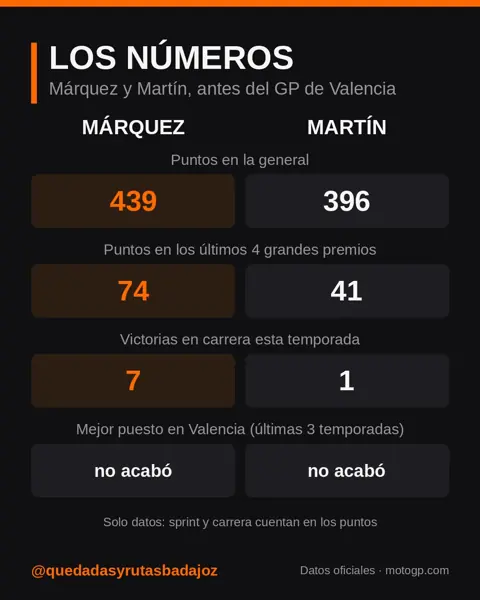 LOS NÚMEROS
Márquez y Martín, antes del GP de Valencia
MÁRQUEZ MARTÍN
Puntos en la general
439 396
Puntos en los últimos 4 grandes premios
74 41
Victorias en carrera esta temporada
7 1
Mejor puesto en Valencia (últimas 3 temporadas)
no acabó no acabó
Solo datos: sprint y carrera cuentan en los puntos
@quedadasyrutasbadajoz Datos oficiales · motogp.com